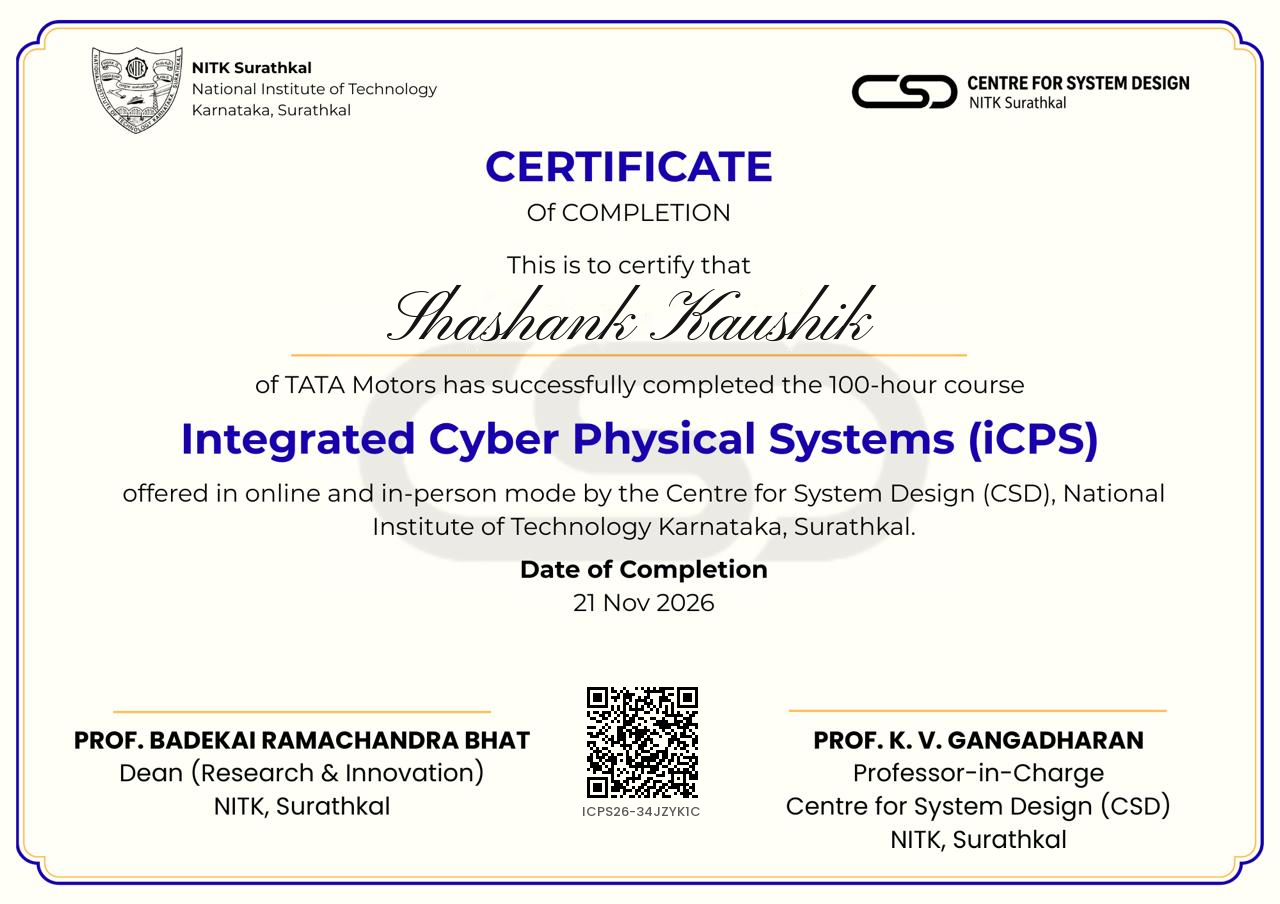 NITK Surathkal
National Institute of Technology
Karnataka, Surathkal
CENTRE FOR SYSTEM DESIGN
NITK Surathkal
CERTIFICATE
Of COMPLETION
This is to certify that
Shashank Kaushik
of TATA Motors has successfully completed the 100-hour course
Integrated Cyber Physical Systems (iCPS)
offered in online and in-person mode by the Centre for System Design (CSD), National
Institute of Technology Karnataka, Surathkal.
Date of Completion
21 Nov 2026
PROF. BADEKAI RAMACHANDRA BHAT
Dean (Research & Innovation)
NITK, Surathkal
ICPS26-34JZYK1C
PROF. K. V. GANGADHARAN
Professor-in-Charge
Centre for System Design (CSD)
NITK, Surathkal